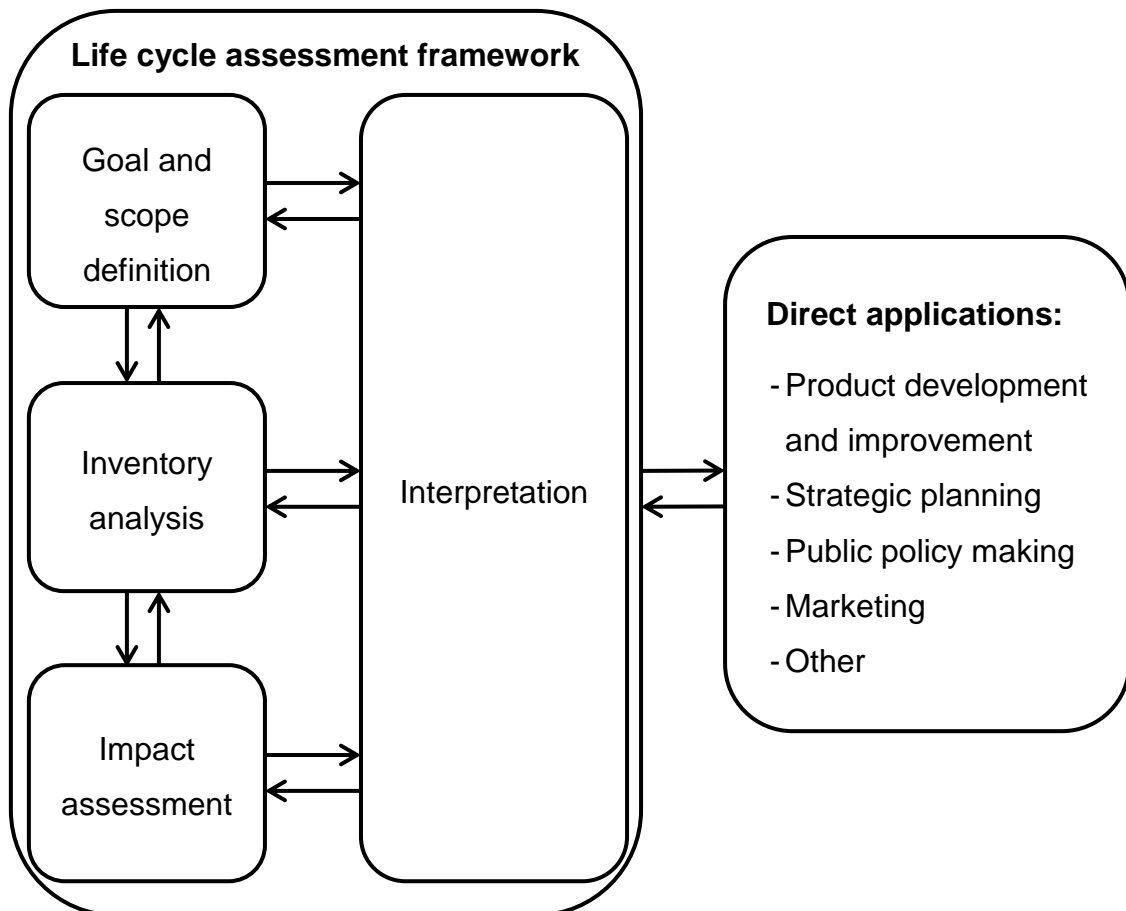 Life cycle assessment framework
Goal and
scope
definition
Inventory
analysis
Impact
assessment
Interpretation
Direct applications:
- Product development
and improvement
- Strategic planning
- Public policy making
- Marketing
- Other